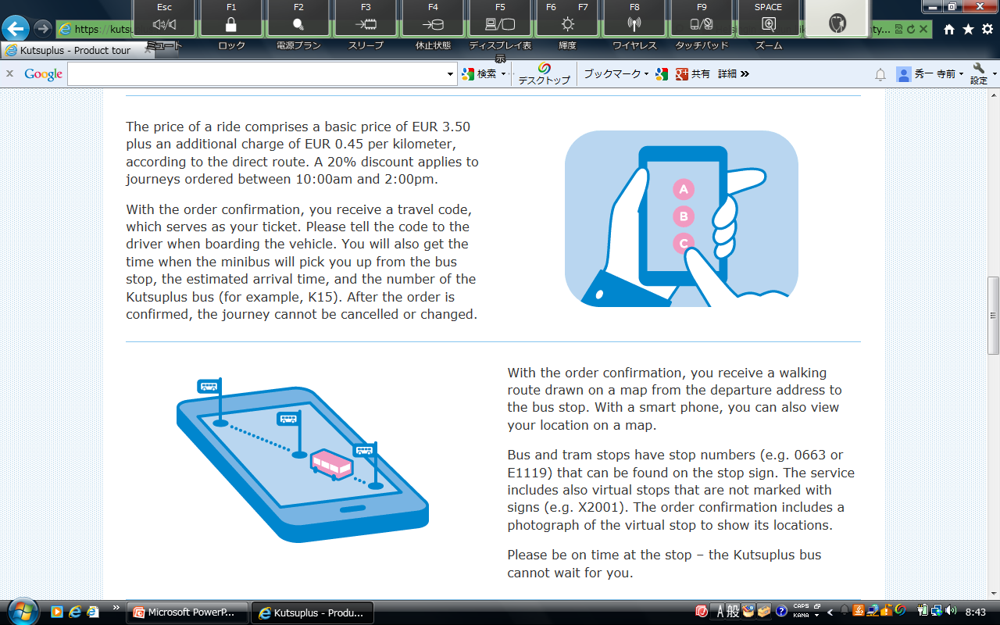 Esc F1 F2 F3 F4 F5 F6 F7 F8 F9 SPACE
ミュート ロック 電源プラン スリープ 休止状態 ディスプレイ表示 輝度 ワイヤレス タッチパッド ズーム
Kutsuplus - Product tour
Google 検索 デスクトップ ブックマーク 共有 詳細 秀一 寺前 設定
The price of a ride comprises a basic price of EUR 3.50
plus an additional charge of EUR 0.45 per kilometer,
according to the direct route. A 20% discount applies to
journeys ordered between 10:00am and 2:00pm.
With the order confirmation, you receive a travel code,
which serves as your ticket. Please tell the code to the
driver when boarding the vehicle. You will also get the
time when the minibus will pick you up from the bus
stop, the estimated arrival time, and the number of the
Kutsuplus bus (for example, K15). After the order is
confirmed, the journey cannot be cancelled or changed.
A
B
C
With the order confirmation, you receive a walking
route drawn on a map from the departure address to
the bus stop. With a smart phone, you can also view
your location on a map.
Bus and tram stops have stop numbers (e.g. 0663 or
E1119) that can be found on the stop sign. The service
includes also virtual stops that are not marked with
signs (e.g. X2001). The order confirmation includes a
photograph of the virtual stop to show its locations.
Please be on time at the stop – the Kutsuplus bus
cannot wait for you.
Microsoft PowerP... Kutsuplus - Produ... A 般 CAPS KANA 8:43